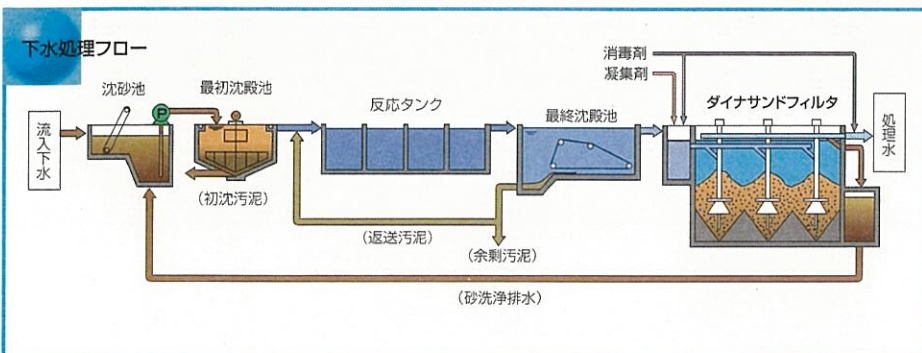 下水処理フロー
消毒剤
凝集剤
沈砂池
最初沈殿池
反応タンク
最終沈殿池
ダイナサンドフィルタ
P
流入下水
処理水
(初沈汚泥)
(返送汚泥)
(余剰汚泥)
(砂洗浄排水)